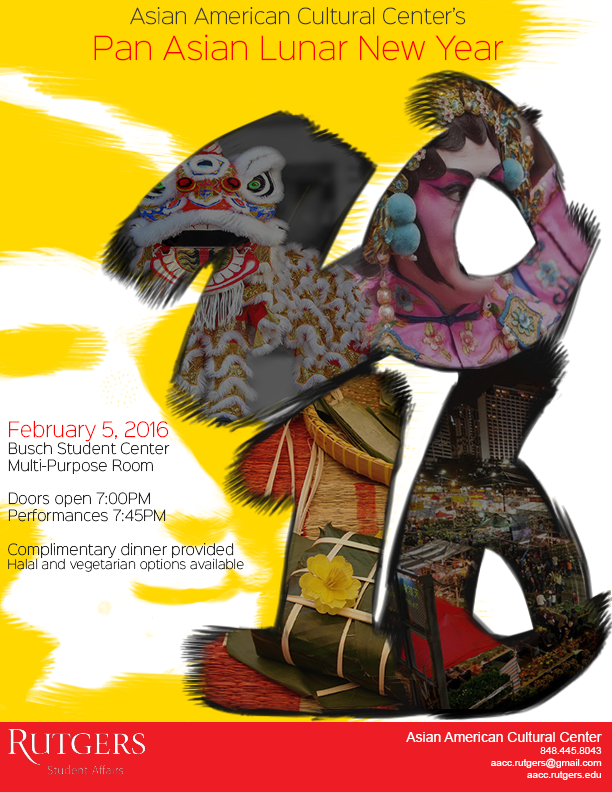 Asian American Cultural Center's
Pan Asian Lunar New Year
2016
February 5, 2016
Busch Student Center
Multi-Purpose Room
Doors open 7:00PM
Performances 7:45PM
Complimentary dinner provided
Halal and vegetarian options available
RUTGERS
Student Affairs
Asian American Cultural Center
848.445.8043
aacc.rutgers@gmail.com
aacc.rutgers.edu